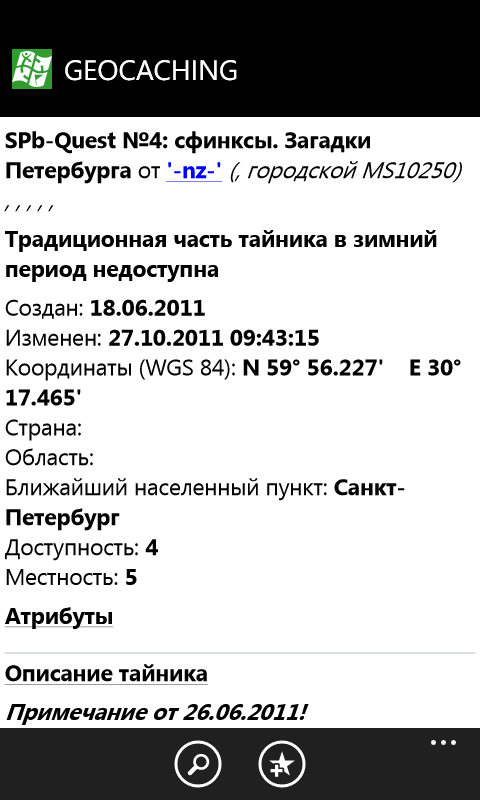 GEOCACHING
SPb-Quest №4: сфинксы. Загадки
Петербурга от '-nz-' (, городской MS10250)
, , , , ,
Традиционная часть тайника в зимний
период недоступна
Создан: 18.06.2011
Изменен: 27.10.2011 09:43:15
Координаты (WGS 84): N 59° 56.227' E 30°
17.465'
Страна:
Область:
Ближайший населенный пункт: Санкт-
Петербург
Доступность: 4
Местность: 5
Атрибуты
Описание тайника
Примечание от 26.06.2011!